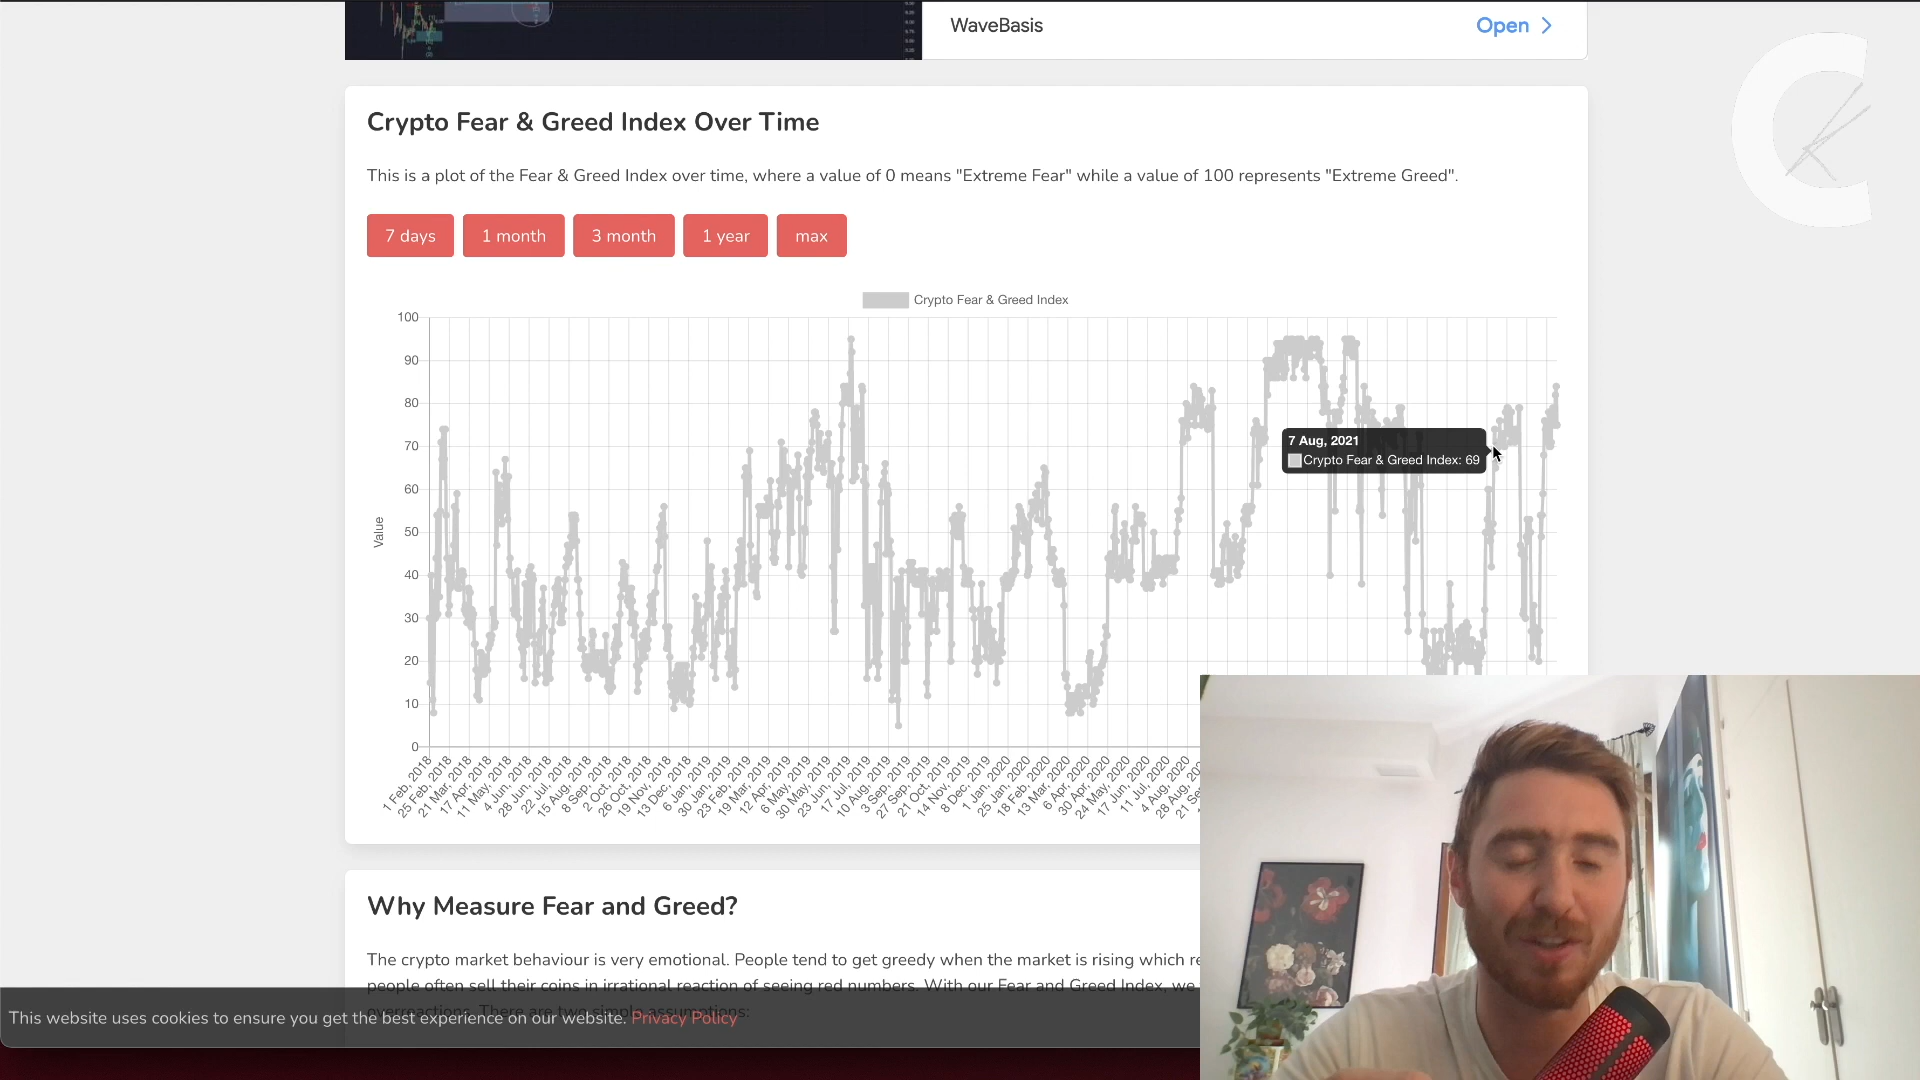 WaveBasis
Open
Crypto Fear & Greed Index Over Time
This is a plot of the Fear & Greed Index over time, where a value of 0 means "Extreme Fear" while a value of 100 represents "Extreme Greed".
7 days 1 month 3 month 1 year max
Crypto Fear & Greed Index
100
90
80
70
60
50
40
30
20
10
0
Value
7 Aug, 2021
Crypto Fear & Greed Index: 69
1 Feb, 2018
25 Feb, 2018
21 Mar, 2018
17 Apr, 2018
11 May, 2018
4 Jun, 2018
28 Jun, 2018
22 Jul, 2018
15 Aug, 2018
8 Sep, 2018
2 Oct, 2018
26 Oct, 2018
19 Nov, 2018
13 Dec, 2018
6 Jan, 2019
30 Jan, 2019
23 Feb, 2019
19 Mar, 2019
12 Apr, 2019
6 May, 2019
30 May, 2019
23 Jun, 2019
17 Jul, 2019
10 Aug, 2019
3 Sep, 2019
27 Sep, 2019
21 Oct, 2019
14 Nov, 2019
8 Dec, 2019
1 Jan, 2020
25 Jan, 2020
18 Feb, 2020
13 Mar, 2020
6 Apr, 2020
30 Apr, 2020
24 May, 2020
17 Jun, 2020
11 Jul, 2020
4 Aug, 2020
28 Aug, 20
21 Se
Why Measure Fear and Greed?
The crypto market behaviour is very emotional. People tend to get greedy when the market is rising which re
people often sell their coins in irrational reaction of seeing red numbers. With our Fear and Greed Index, we
overreactions. There are two simple assumptions:
This website uses cookies to ensure you get the best experience on our website. Privacy Policy